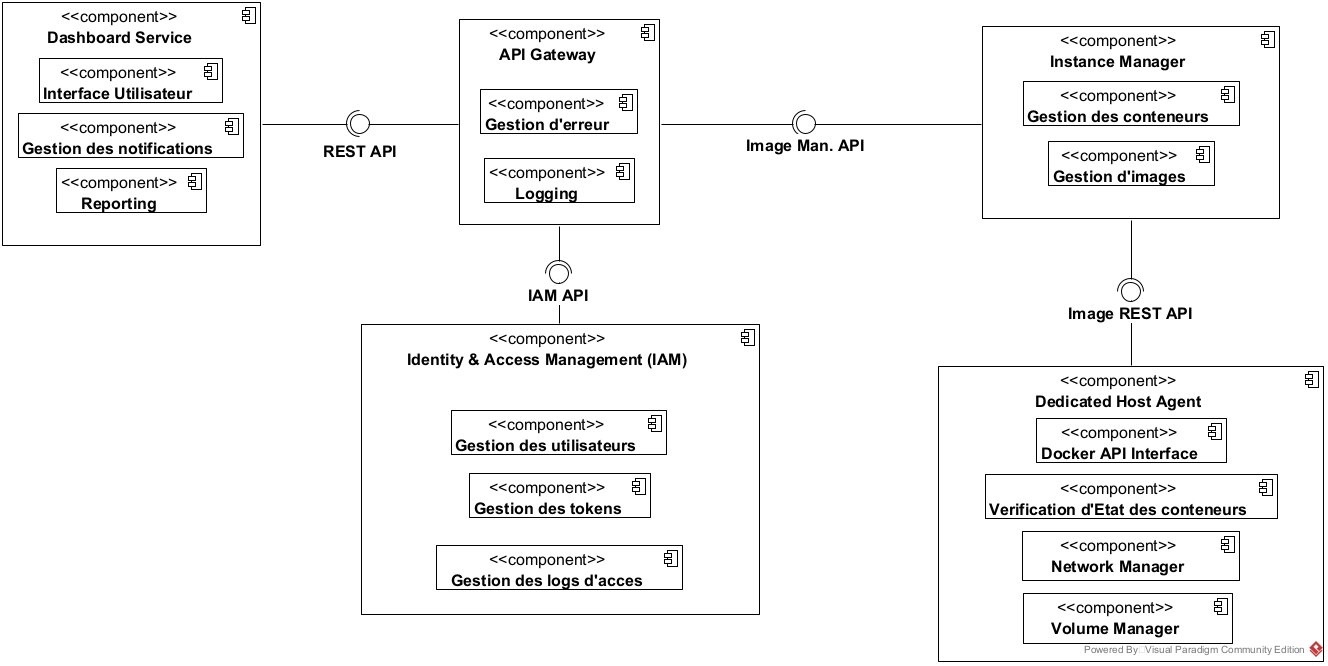 <<component>>
Dashboard Service
<<component>>
Interface Utilisateur
<<component>>
Gestion des notifications
<<component>>
Reporting
REST API
<<component>>
API Gateway
<<component>>
Gestion d'erreur
<<component>>
Logging
Image Man. API
<<component>>
Instance Manager
<<component>>
Gestion des conteneurs
<<component>>
Gestion d'images
IAM API
<<component>>
Identity & Access Management (IAM)
<<component>>
Gestion des utilisateurs
<<component>>
Gestion des tokens
<<component>>
Gestion des logs d'acces
Image REST API
<<component>>
Dedicated Host Agent
<<component>>
Docker API Interface
<<component>>
Verification d'Etat des conteneurs
<<component>>
Network Manager
<<component>>
Volume Manager
Powered By Visual Paradigm Community Edition